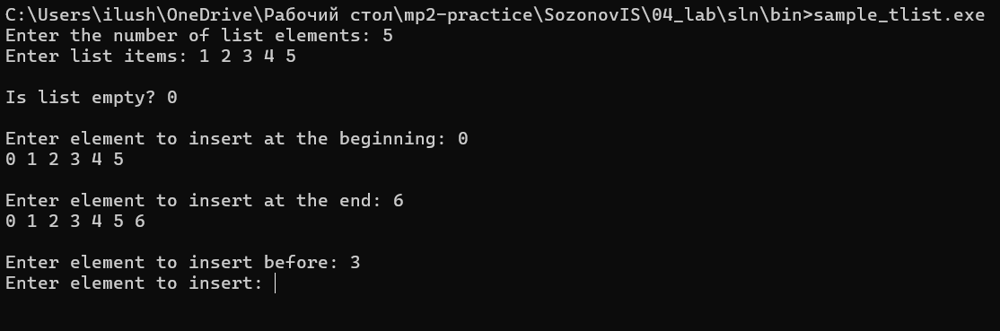 C:\Users\ilush\OneDrive\Рабочий стол\mp2-practice\SozonovIS\04_lab\sln\bin>sample_tlist.exe
Enter the number of list elements: 5
Enter list items: 1 2 3 4 5
Is list empty? 0
Enter element to insert at the beginning: 0
0 1 2 3 4 5
Enter element to insert at the end: 6
0 1 2 3 4 5 6
Enter element to insert before: 3
Enter element to insert: